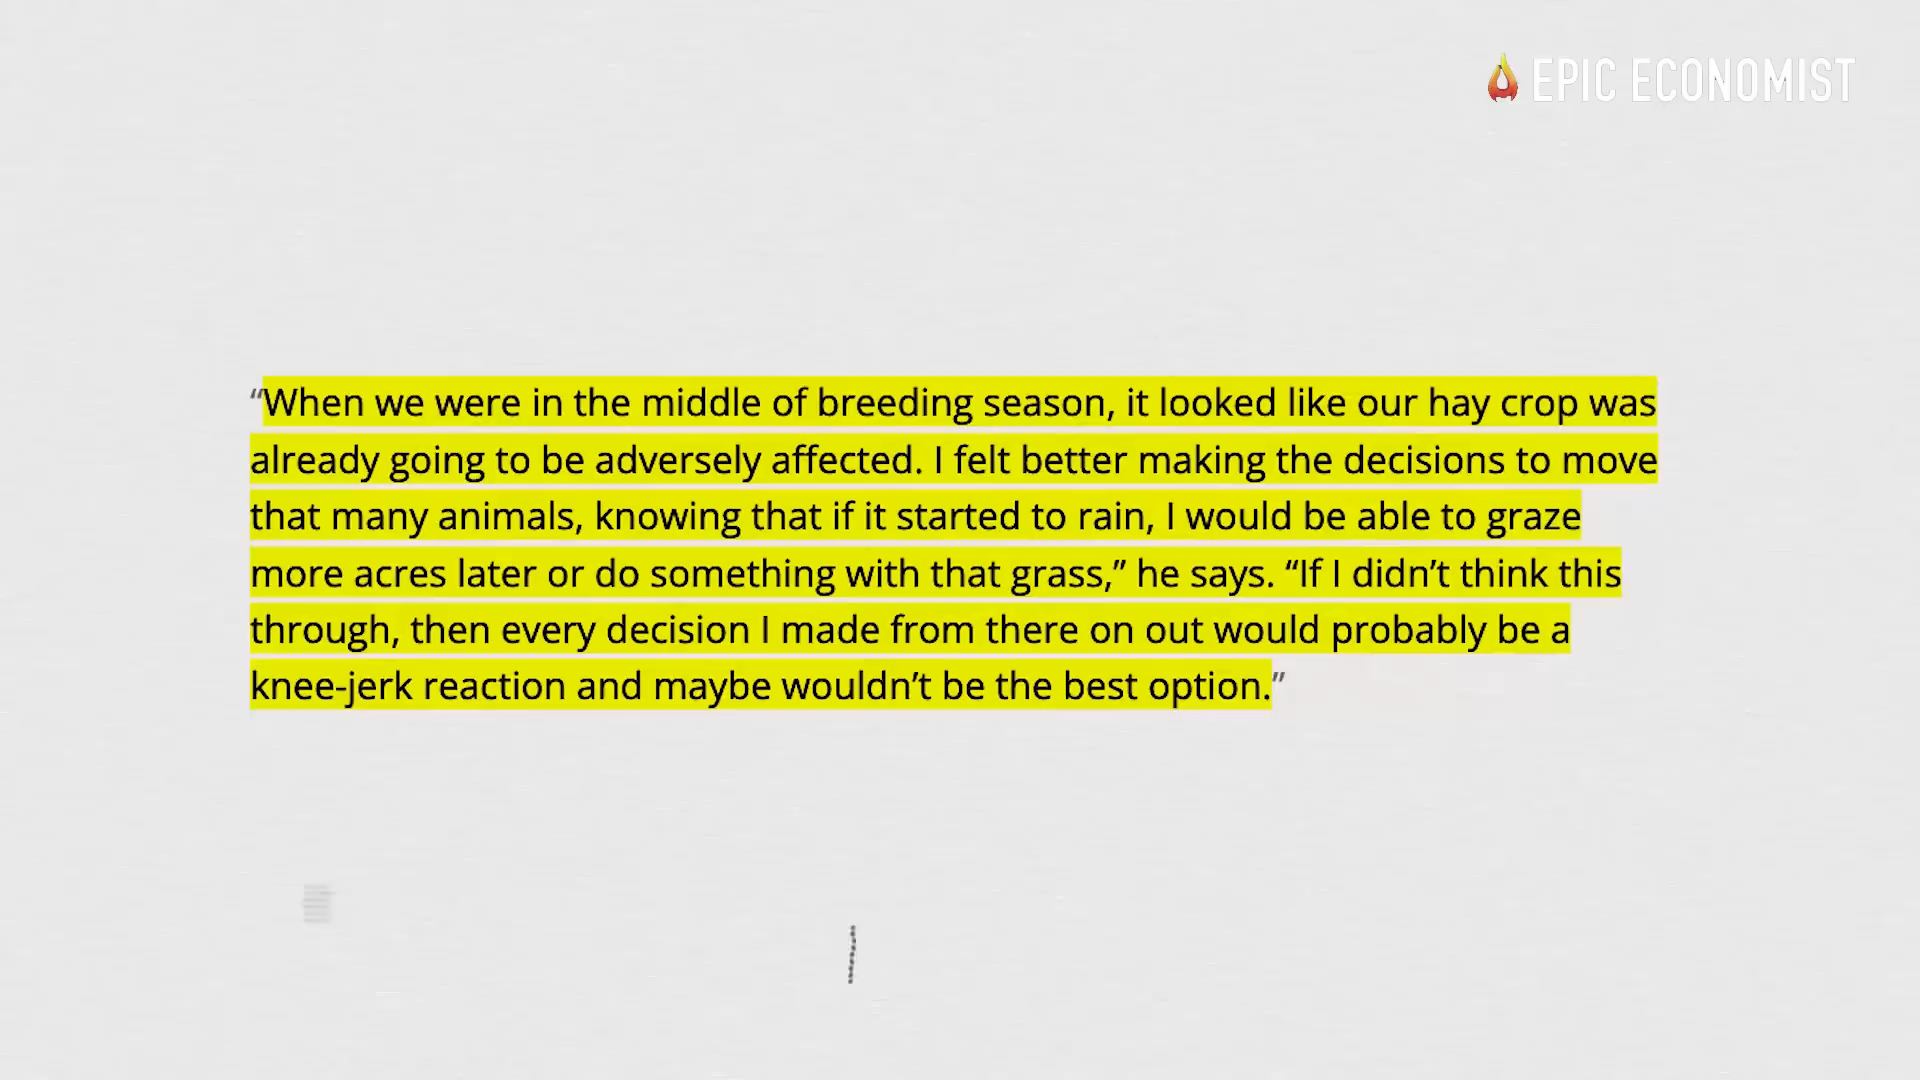 EPIC ECONOMIST
“When we were in the middle of breeding season, it looked like our hay crop was
already going to be adversely affected. I felt better making the decisions to move
that many animals, knowing that if it started to rain, I would be able to graze
more acres later or do something with that grass,” he says. “If I didn’t think this
through, then every decision I made from there on out would probably be a
knee-jerk reaction and maybe wouldn’t be the best option.”